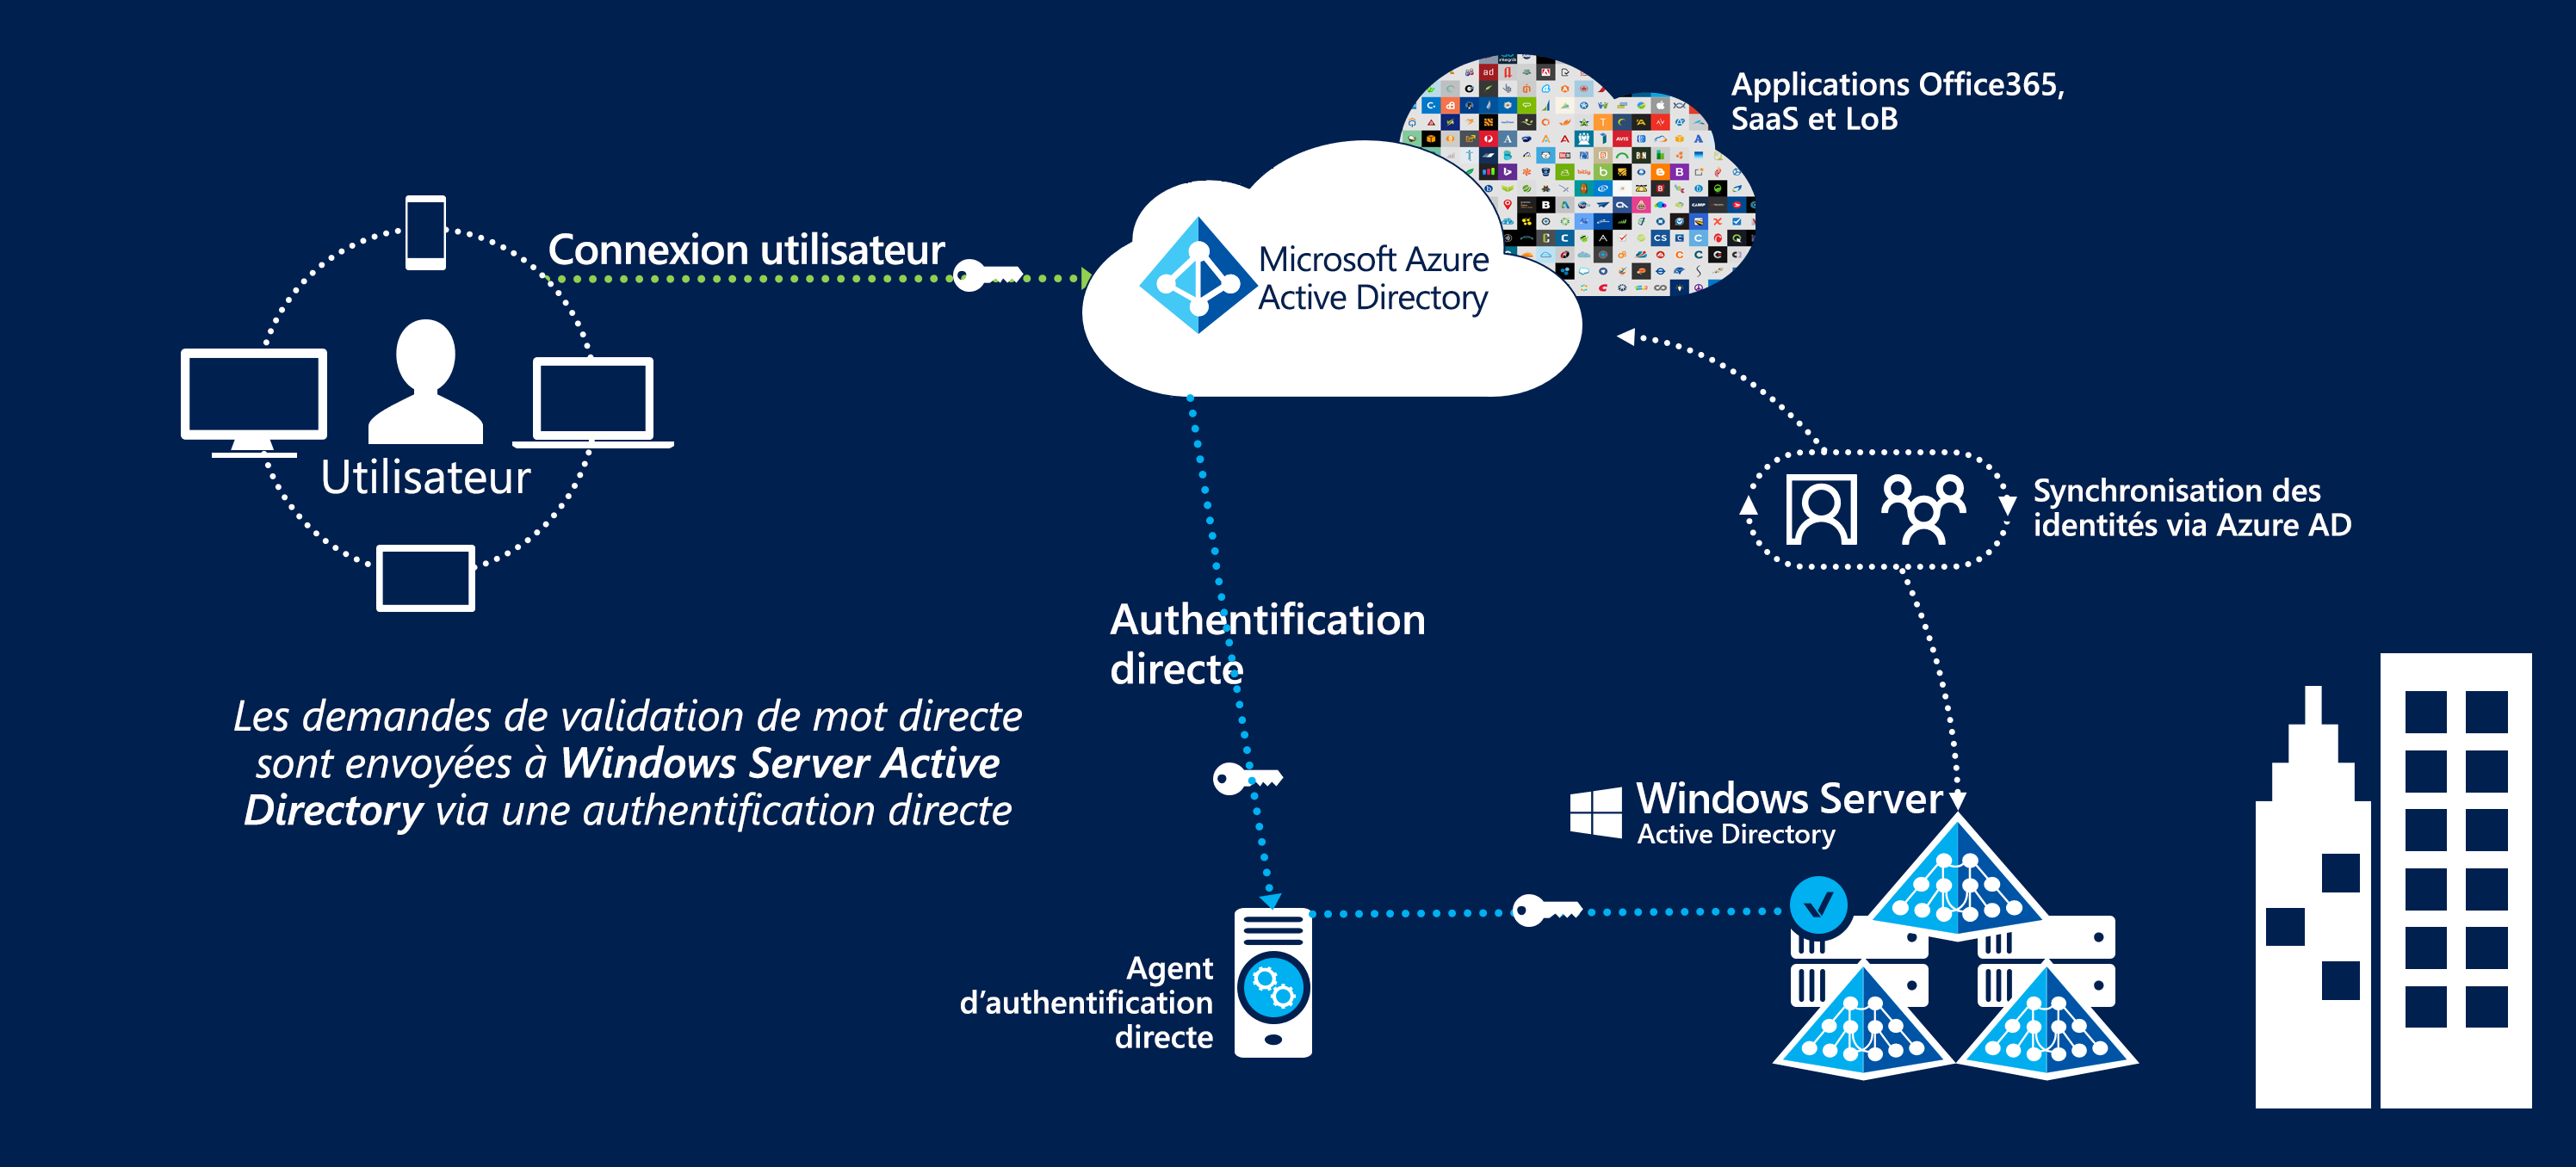 Applications Office365,
SaaS et LoB
Connexion utilisateur
Microsoft Azure
Active Directory
Utilisateur
Synchronisation des
identités via Azure AD
Authentification
directe
Les demandes de validation de mot directe
sont envoyées à Windows Server Active
Directory via une authentification directe
Windows Server
Active Directory
Agent
d’authentification
directe